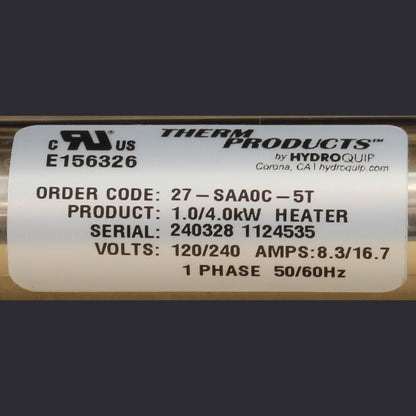 c RU US
E156326
THERM PRODUCTS™
by HYDROQUIP
Corona, CA | hydroquip.com
ORDER CODE: 27-SAA0C-5T
PRODUCT: 1.0/4.0kW HEATER
SERIAL: 240328 1124535
VOLTS: 120/240 AMPS:8.3/16.7
1 PHASE 50/60Hz